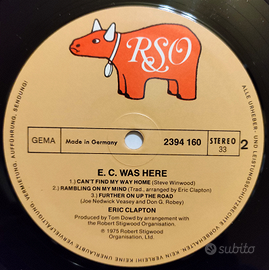 RSO
GEMA
Made in Germany
2394 160
STEREO
33
2
E. C. WAS HERE
1.) CAN'T FIND MY WAY HOME (Steve Winwood)
2.) RAMBLING ON MY MIND (Trad., arranged by Eric Clapton)
3.) FURTHER ON UP THE ROAD
(Joe Nedwick Veasey and Don G. Robey)
ERIC CLAPTON
Produced by Tom Dowd by arrangement with
the Robert Stigwood Organisation.
℗ 1975 Robert Stigwood
Organisation, Ltd.
subito